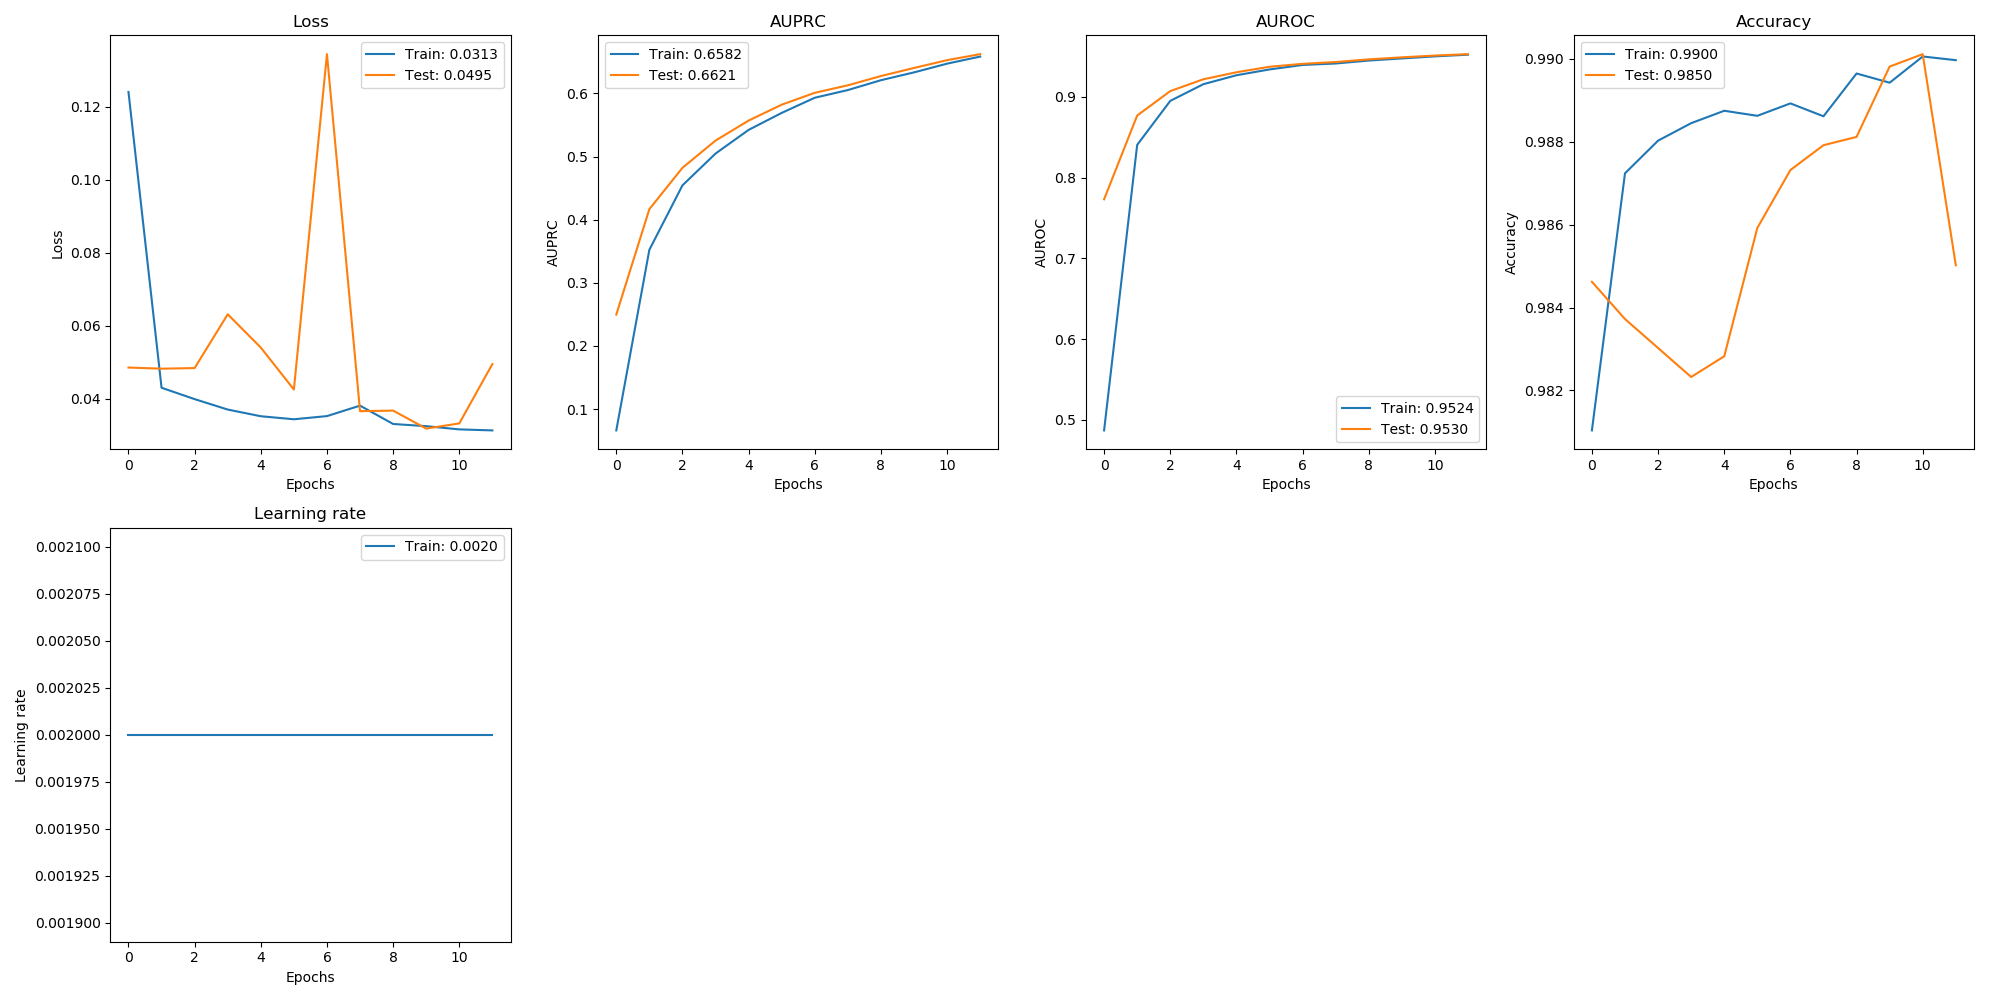 Loss
Train: 0.0313
Test: 0.0495
0.12
0.10
0.08
0.06
0.04
Loss
0 2 4 6 8 10
Epochs
AUPRC
Train: 0.6582
Test: 0.6621
0.6
0.5
0.4
0.3
0.2
0.1
AUPRC
0 2 4 6 8 10
Epochs
AUROC
0.9
0.8
0.7
0.6
0.5
AUROC
Train: 0.9524
Test: 0.9530
0 2 4 6 8 10
Epochs
Accuracy
Train: 0.9900
Test: 0.9850
0.990
0.988
0.986
0.984
0.982
Accuracy
0 2 4 6 8 10
Epochs
Learning rate
Train: 0.0020
0.002100
0.002075
0.002050
0.002025
0.002000
0.001975
0.001950
0.001925
0.001900
Learning rate
0 2 4 6 8 10
Epochs